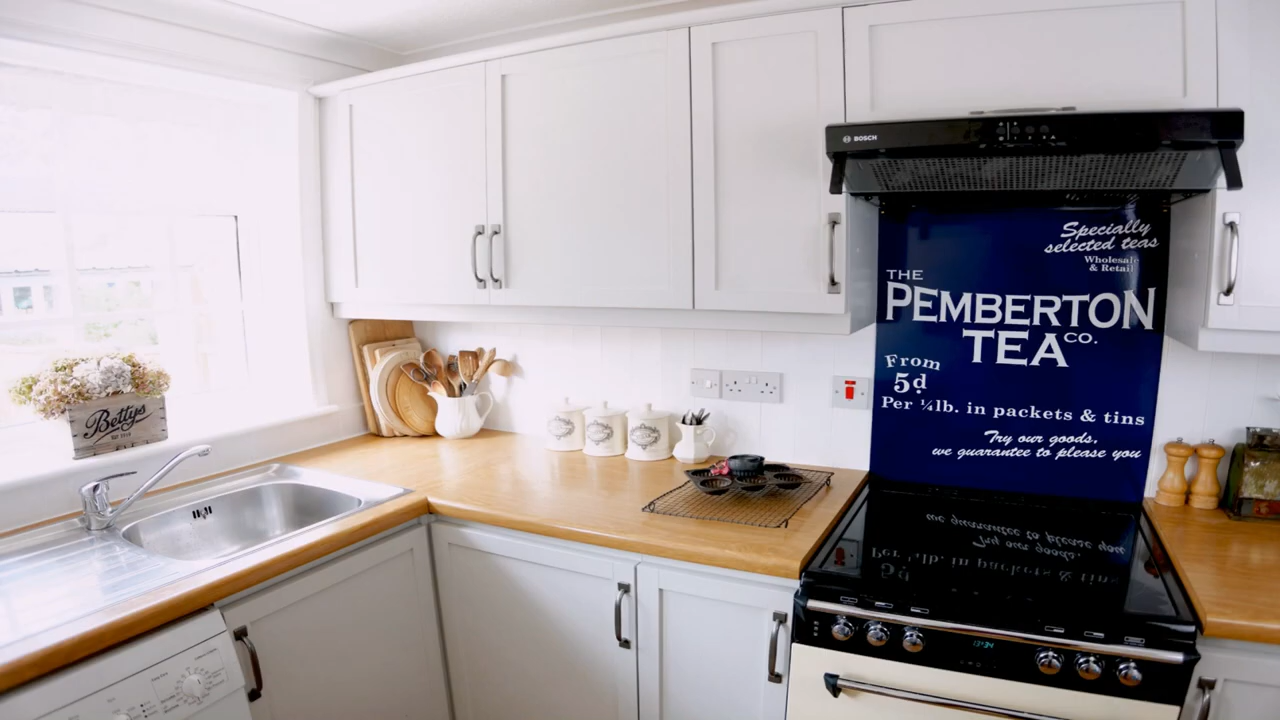 BOSCH
Specially
selected teas
Wholesale
& Retail
THE
PEMBERTON
TEA CO.
From
5d
Per ¼lb. in packets & tins
Try our goods,
we guarantee to please you
Bettys